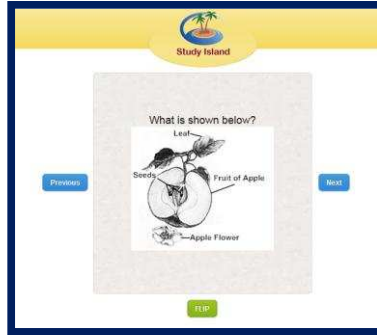 Study Island
What is shown below?
Leaf
Seeds
Fruit of Apple
Apple Flower
Previous
Next
FLIP